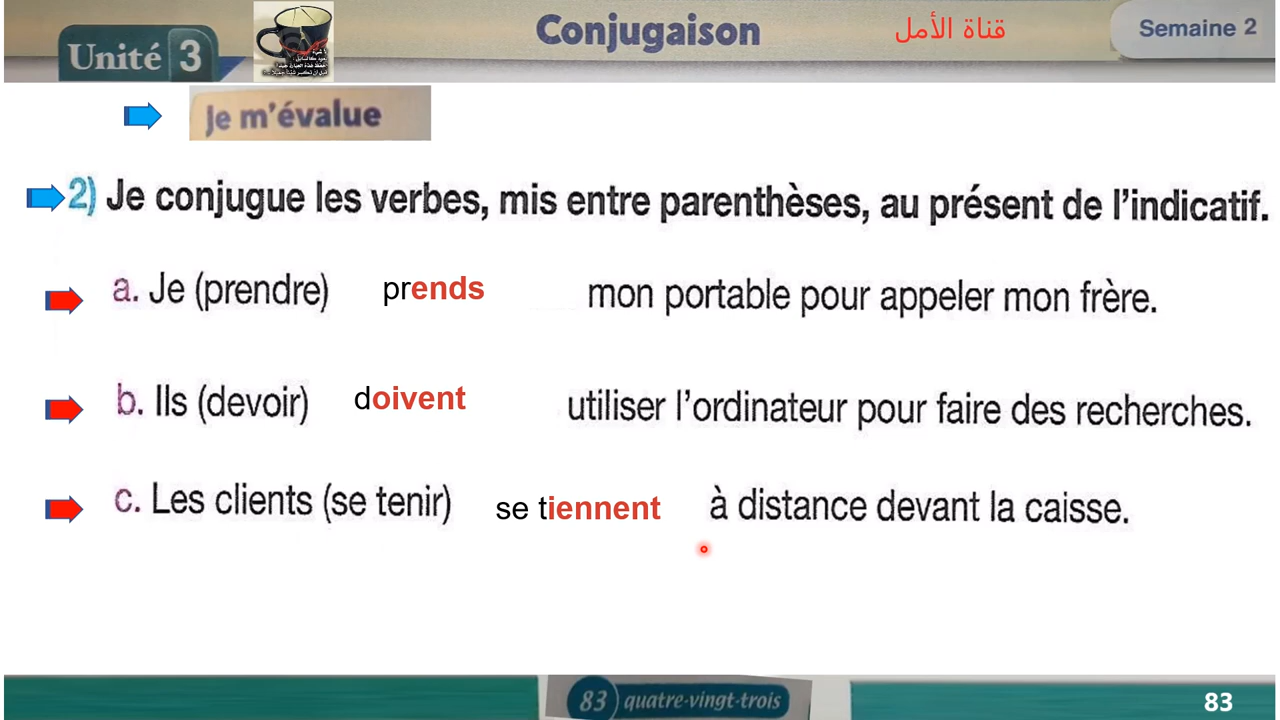 Unité 3
Conjugaison
قناة الأمل
Semaine 2
Je m'évalue
2) Je conjugue les verbes, mis entre parenthèses, au présent de l'indicatif.
a. Je (prendre) prends mon portable pour appeler mon frère.
b. Ils (devoir) doivent utiliser l'ordinateur pour faire des recherches.
c. Les clients (se tenir) se tiennent à distance devant la caisse.
83 quatre-vingt-trois
83